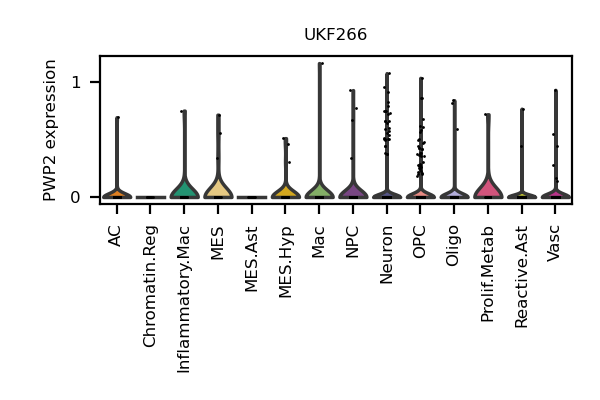 UKF266
PWP2 expression
1
0
AC
Chromatin.Reg
Inflammatory.Mac
MES
MES.Ast
MES.Hyp
Mac
NPC
Neuron
OPC
Oligo
Prolif.Metab
Reactive.Ast
Vasc